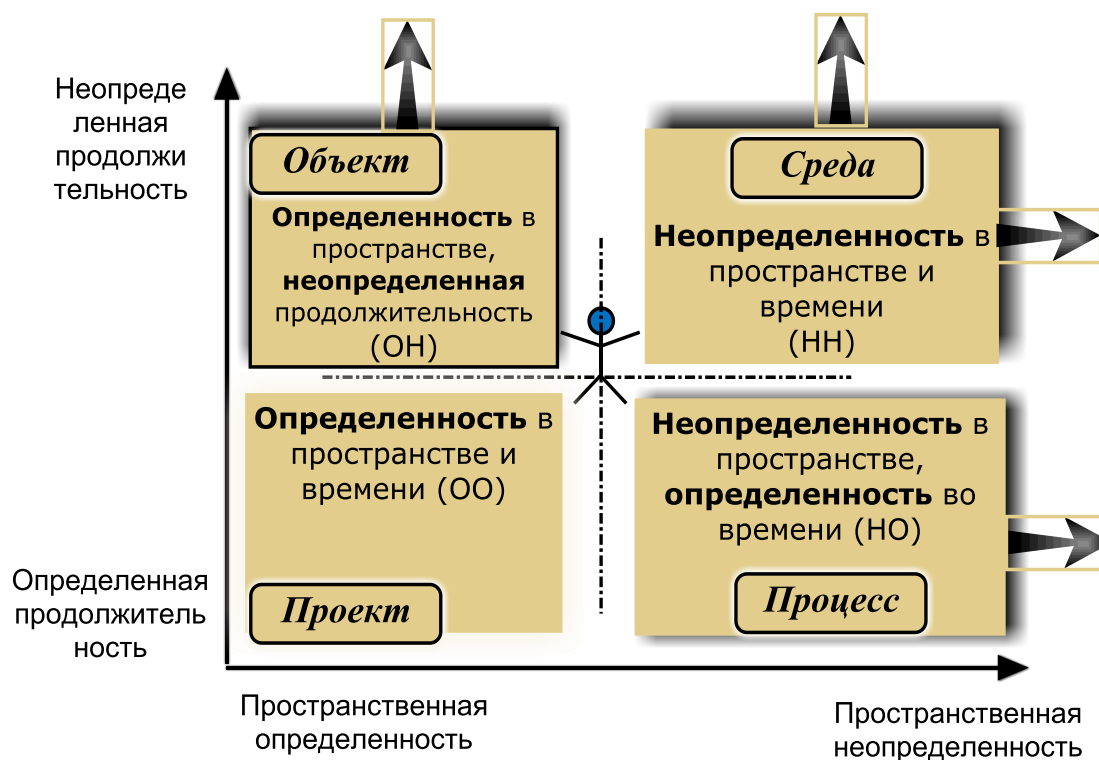 Неопреде
ленная
продолжи
тельность
Объект
Определенность в
пространстве,
неопределенная
продолжительность
(ОН)
Среда
Неопределенность в
пространстве и
времени
(НН)
Определенность в
пространстве и
времени (ОО)
Проект
Неопределенность в
пространстве,
определенность во
времени (НО)
Процесс
Определенная
продолжитель
ность
Пространственная
определенность
Пространственная
неопределенность